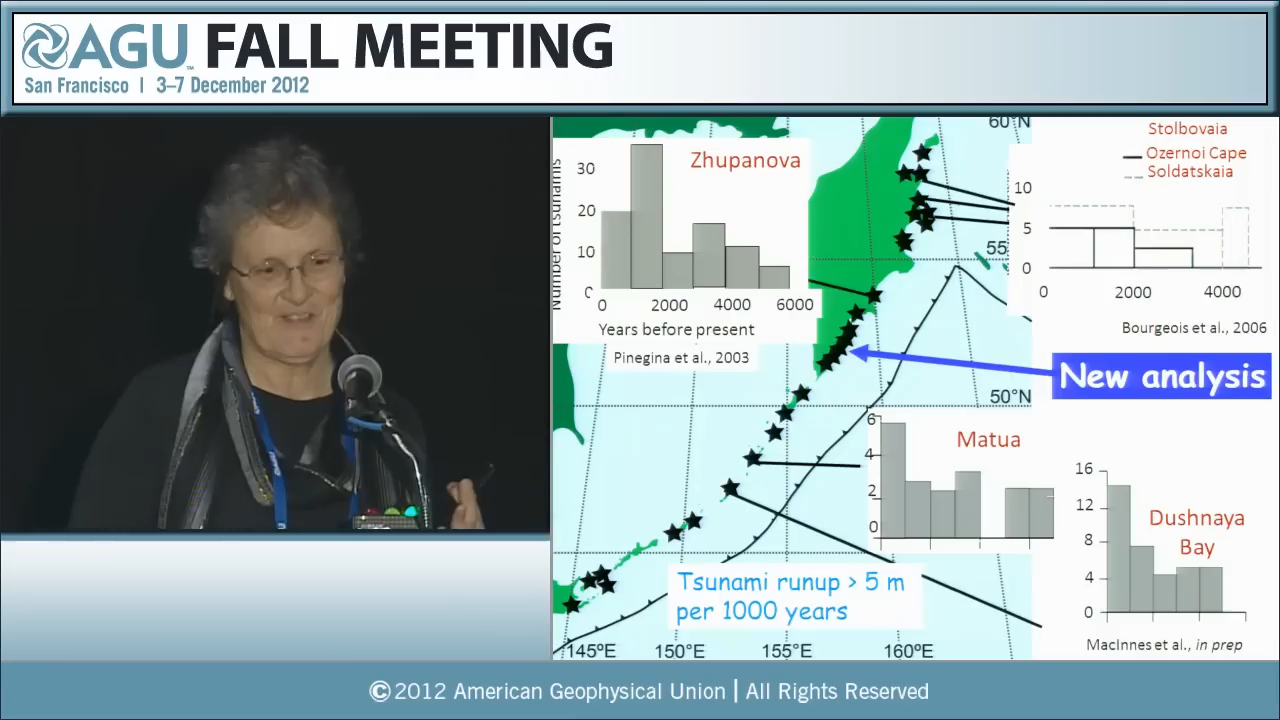 AGU FALL MEETING
San Francisco | 3–7 December 2012
Number of tsunamis
30
20
10
0
Zhupanova
0 2000 4000 6000
Years before present
Pinegina et al., 2003
60°N
55
50°N
Stolbovaia
Ozernoi Cape
Soldatskaia
10
5
0
0 2000 4000
Bourgeois et al., 2006
New analysis
6
4
2
0
Matua
16
12
8
4
0
Dushnaya
Bay
MacInnes et al., in prep
Tsunami runup > 5 m
per 1000 years
145°E 150°E 155°E 160°E
© 2012 American Geophysical Union | All Rights Reserved